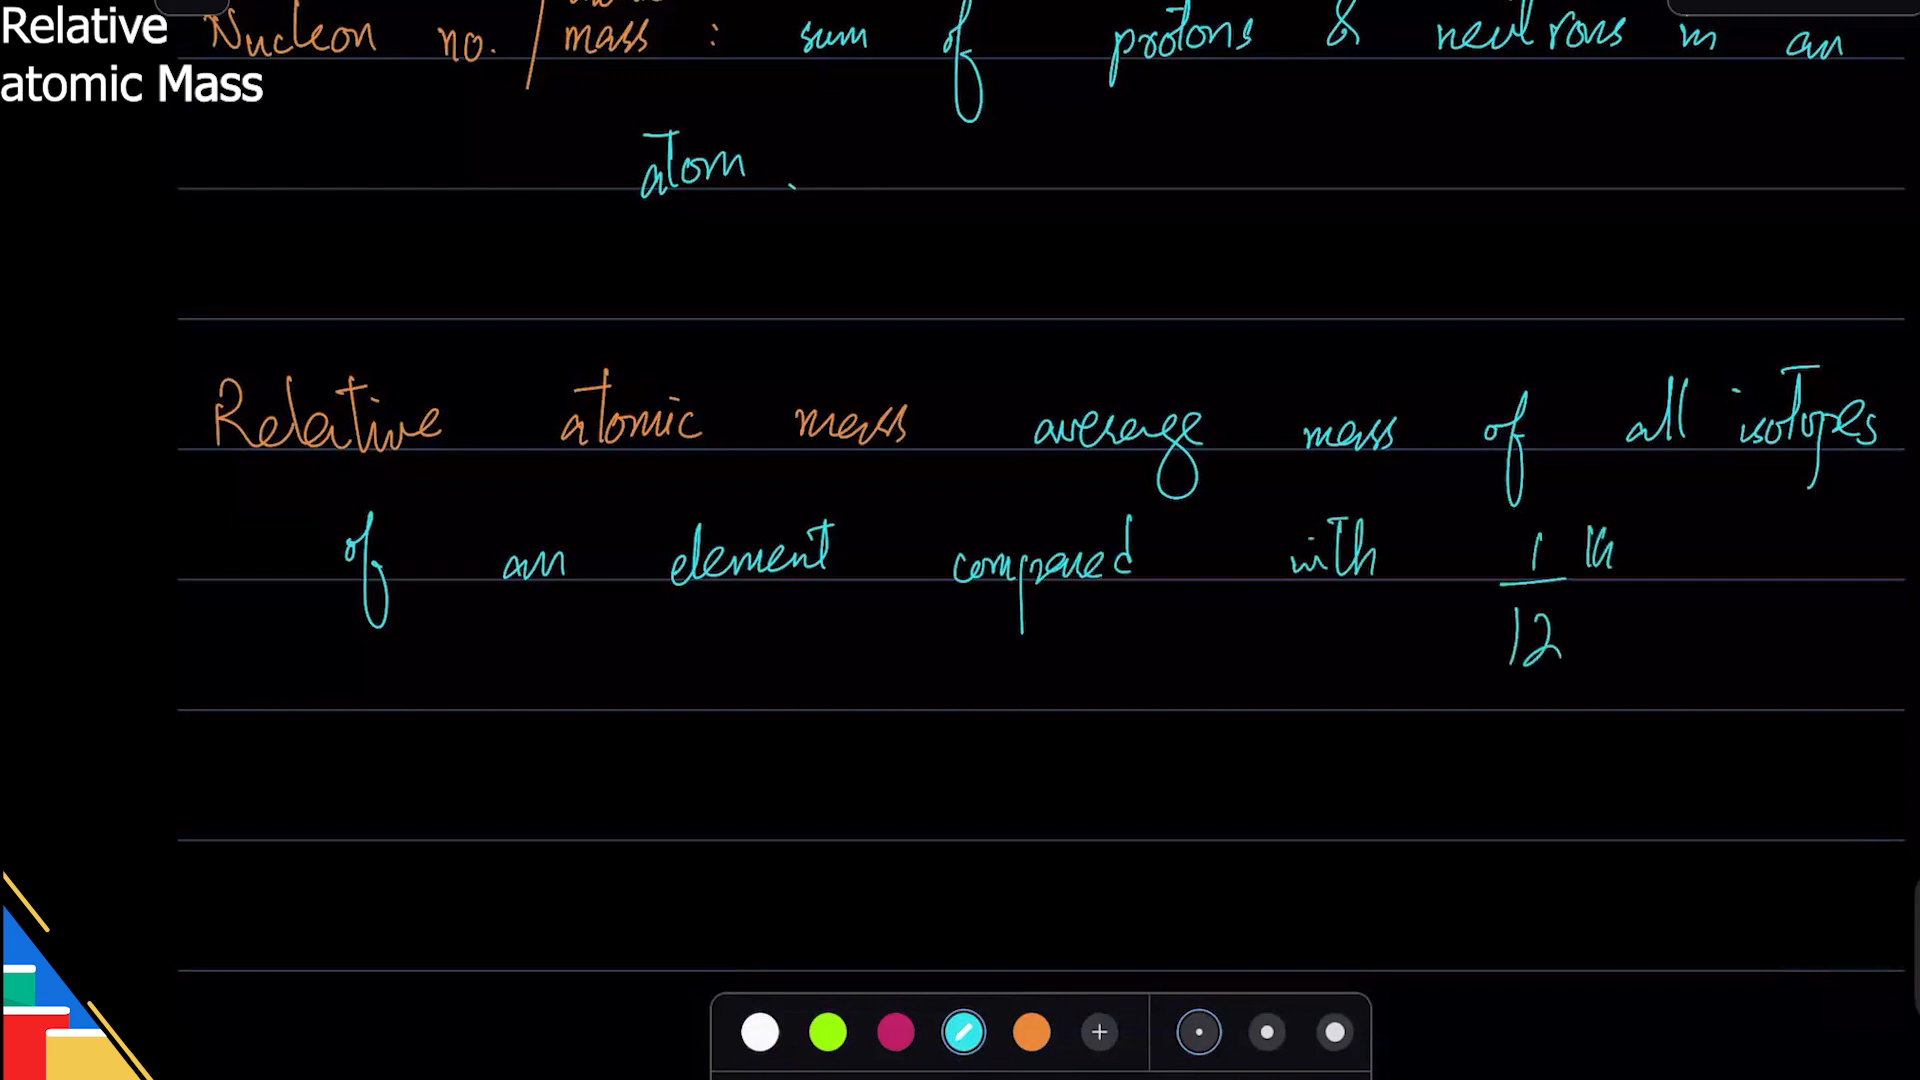 Relative
atomic Mass
Nucleon no. / mass : sum of protons & neutrons in an
atom .
Relative atomic mass average mass of all isotopes
of an element compared with 1/12 th